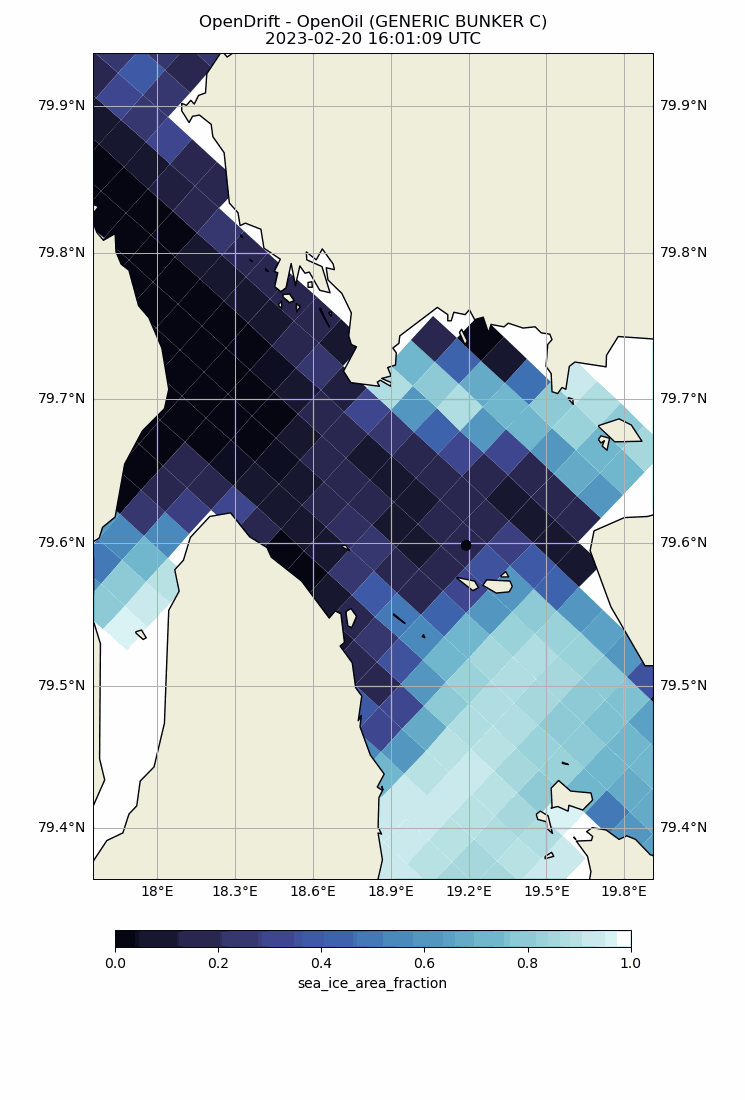 OpenDrift - OpenOil (GENERIC BUNKER C)
2023-02-20 16:01:09 UTC
79.9°N 79.9°N
79.8°N 79.8°N
79.7°N 79.7°N
79.6°N 79.6°N
79.5°N 79.5°N
79.4°N 79.4°N
18°E 18.3°E 18.6°E 18.9°E 19.2°E 19.5°E 19.8°E
0.0 0.2 0.4 0.6 0.8 1.0
sea_ice_area_fraction